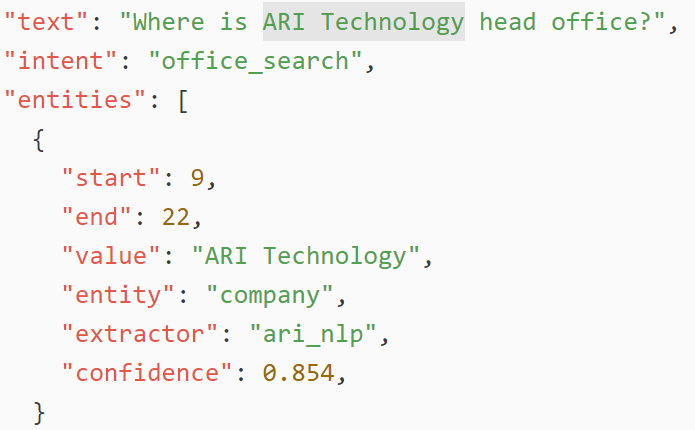 "text": "Where is ARI Technology head office?",
"intent": "office_search",
"entities": [
{
"start": 9,
"end": 22,
"value": "ARI Technology",
"entity": "company",
"extractor": "ari_nlp",
"confidence": 0.854,
}